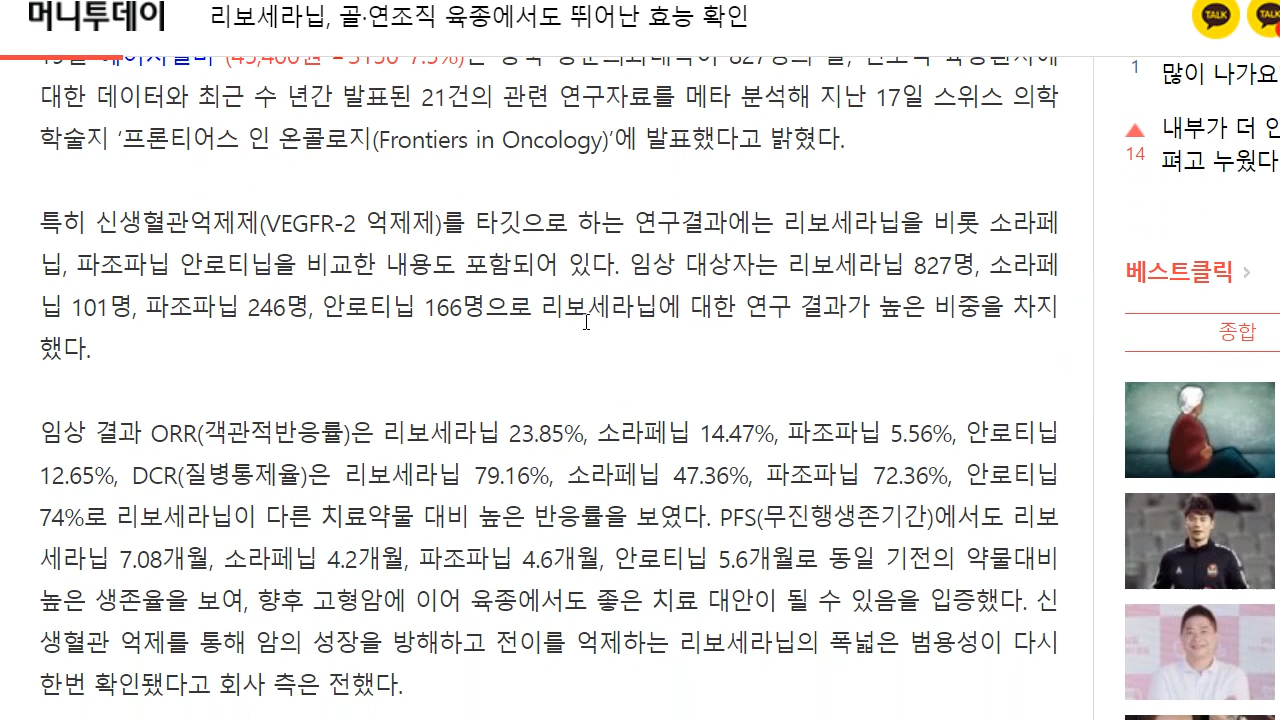 머니투데이
리보세라닙, 골·연조직 육종에서도 뛰어난 효능 확인
TALK
대한 데이터와 최근 수 년간 발표된 21건의 관련 연구자료를 메타 분석해 지난 17일 스위스 의학
학술지 ‘프론티어스 인 온콜로지(Frontiers in Oncology)’에 발표했다고 밝혔다.
특히 신생혈관억제제(VEGFR-2 억제제)를 타깃으로 하는 연구결과에는 리보세라닙을 비롯 소라페
닙, 파조파닙 안로티닙을 비교한 내용도 포함되어 있다. 임상 대상자는 리보세라닙 827명, 소라페
닙 101명, 파조파닙 246명, 안로티닙 166명으로 리보세라닙에 대한 연구 결과가 높은 비중을 차지
했다.
임상 결과 ORR(객관적반응률)은 리보세라닙 23.85%, 소라페닙 14.47%, 파조파닙 5.56%, 안로티닙
12.65%, DCR(질병통제율)은 리보세라닙 79.16%, 소라페닙 47.36%, 파조파닙 72.36%, 안로티닙
74%로 리보세라닙이 다른 치료약물 대비 높은 반응률을 보였다. PFS(무진행생존기간)에서도 리보
세라닙 7.08개월, 소라페닙 4.2개월, 파조파닙 4.6개월, 안로티닙 5.6개월로 동일 기전의 약물대비
높은 생존율을 보여, 향후 고형암에 이어 육종에서도 좋은 치료 대안이 될 수 있음을 입증했다. 신
생혈관 억제를 통해 암의 성장을 방해하고 전이를 억제하는 리보세라닙의 폭넓은 범용성이 다시
한번 확인됐다고 회사 측은 전했다.
1
많이 나가요
내부가 더
14
펴고 누웠다
베스트클릭
종합